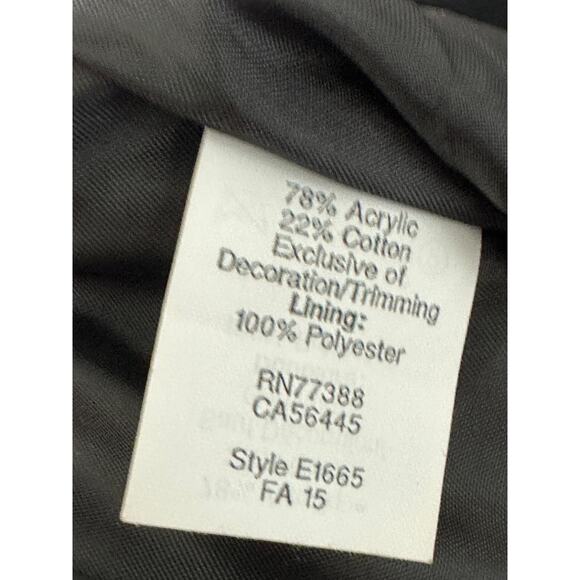 78% Acrylic
22% Cotton
Exclusive of
Decoration/Trimming
Lining:
100% Polyester
RN77388
CA56445
Style E1665
FA 15